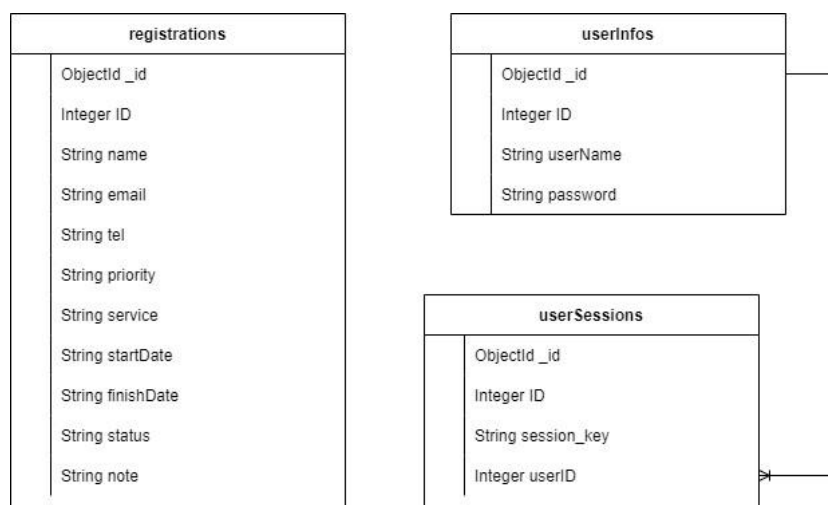 registrations
ObjectId _id
Integer ID
String name
String email
String tel
String priority
String service
String startDate
String finishDate
String status
String note
userInfos
ObjectId _id
Integer ID
String userName
String password
userSessions
ObjectId _id
Integer ID
String session_key
Integer userID